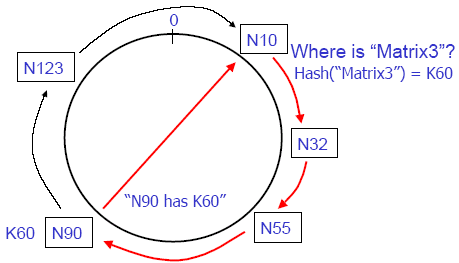 0
N10
Where is “Matrix3”?
Hash(“Matrix3”) = K60
N123
N32
“N90 has K60”
N55
K60
N90